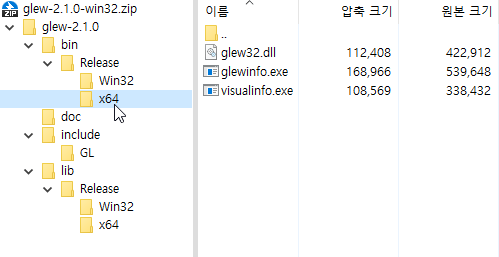 glew-2.1.0-win32.zip
glew-2.1.0
bin
Release
Win32
x64
doc
include
GL
lib
Release
Win32
x64
이름 압축 크기 원본 크기
..
glew32.dll 112,408 422,912
glewinfo.exe 168,966 539,648
visualinfo.exe 108,569 338,432
ZIP